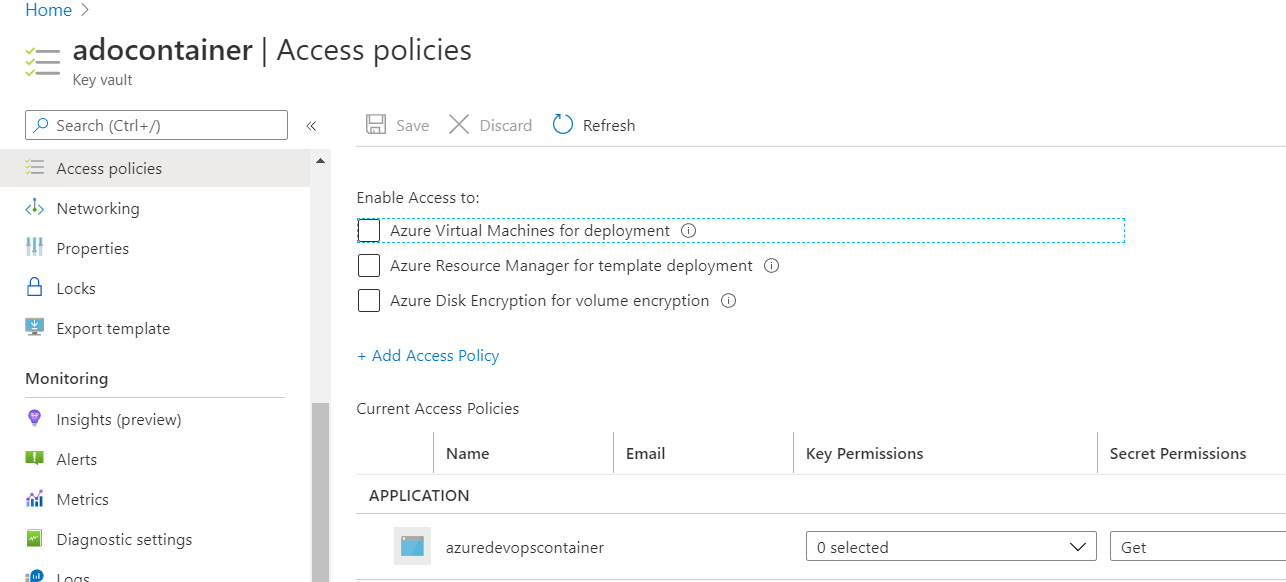 Home >
adocontainer | Access policies
Key vault
Search (Ctrl+/)
«
Save
Discard
Refresh
Access policies
Networking
Properties
Locks
Export template
Monitoring
Insights (preview)
Alerts
Metrics
Diagnostic settings
Logs
Enable Access to:
Azure Virtual Machines for deployment
Azure Resource Manager for template deployment
Azure Disk Encryption for volume encryption
+ Add Access Policy
Current Access Policies
Name Email Key Permissions Secret Permissions
APPLICATION
azuredevopscontainer 0 selected Get